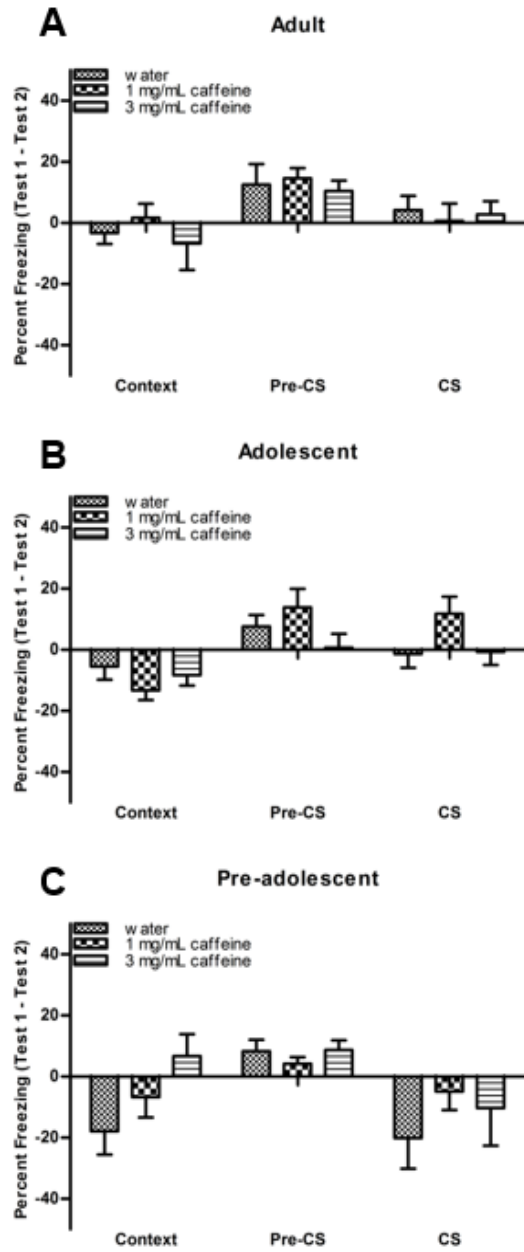 A
Adult
water
1 mg/mL caffeine
3 mg/mL caffeine
Percent Freezing (Test 1 - Test 2)
40
20
0
-20
-40
Context Pre-CS CS
B
Adolescent
water
1 mg/mL caffeine
3 mg/mL caffeine
Percent Freezing (Test 1 - Test 2)
40
20
0
-20
-40
Context Pre-CS CS
C
Pre-adolescent
water
1 mg/mL caffeine
3 mg/mL caffeine
Percent Freezing (Test 1 - Test 2)
40
20
0
-20
-40
Context Pre-CS CS